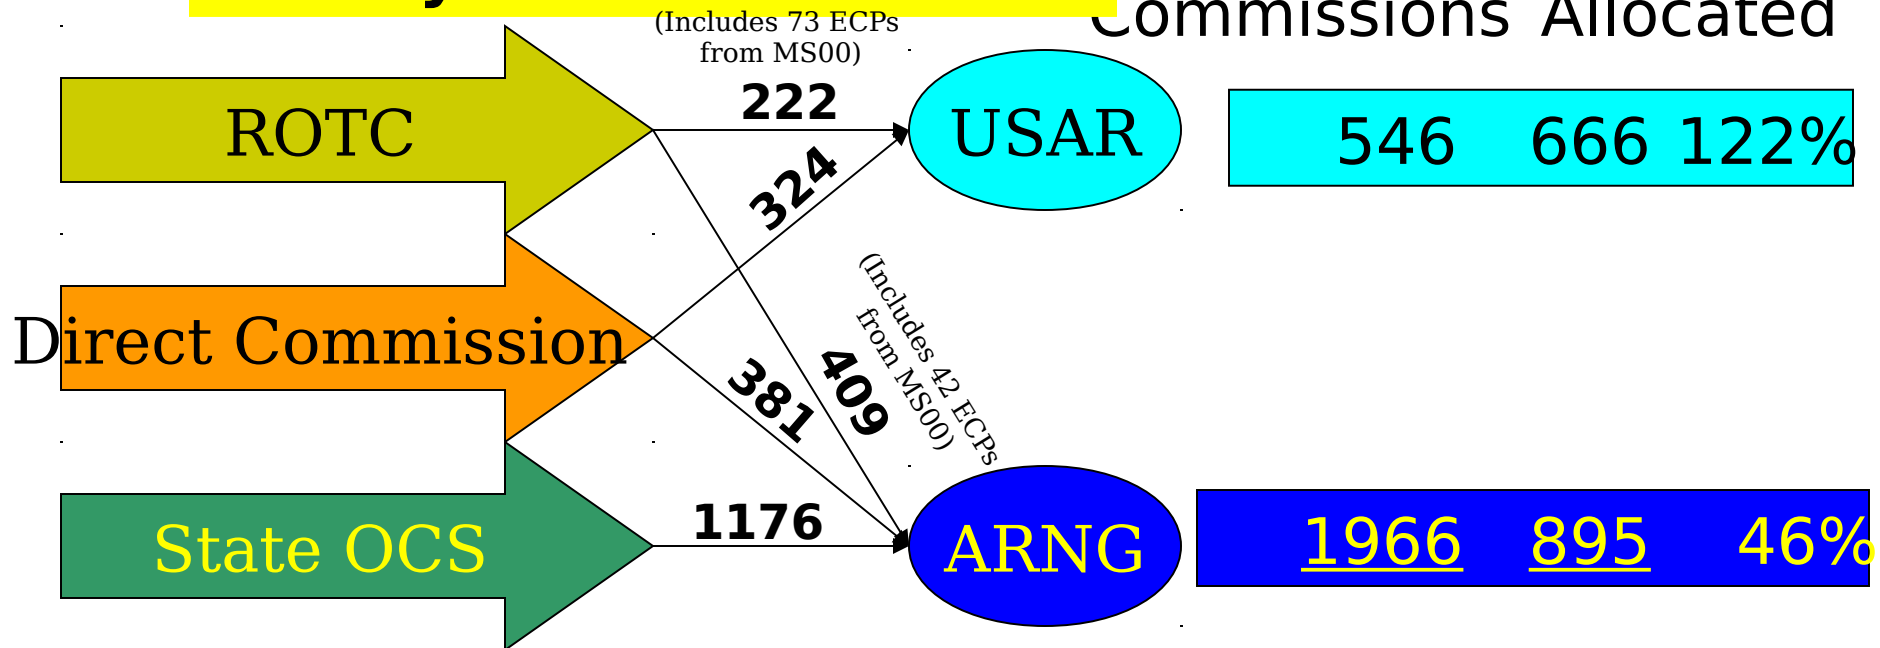 (Includes 73 ECPs
from MS00)
Commissions Allocated
ROTC
222
USAR
546 666 122%
324
Direct Commission
(Includes 42 ECPs
from MS00)
409
381
State OCS
1176
ARNG
1966 895 46%